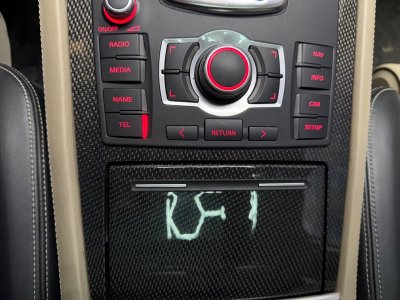 ON/OFF
RADIO
NAV
MEDIA
INFO
NAME
CAR
TEL
SETUP
RETURN